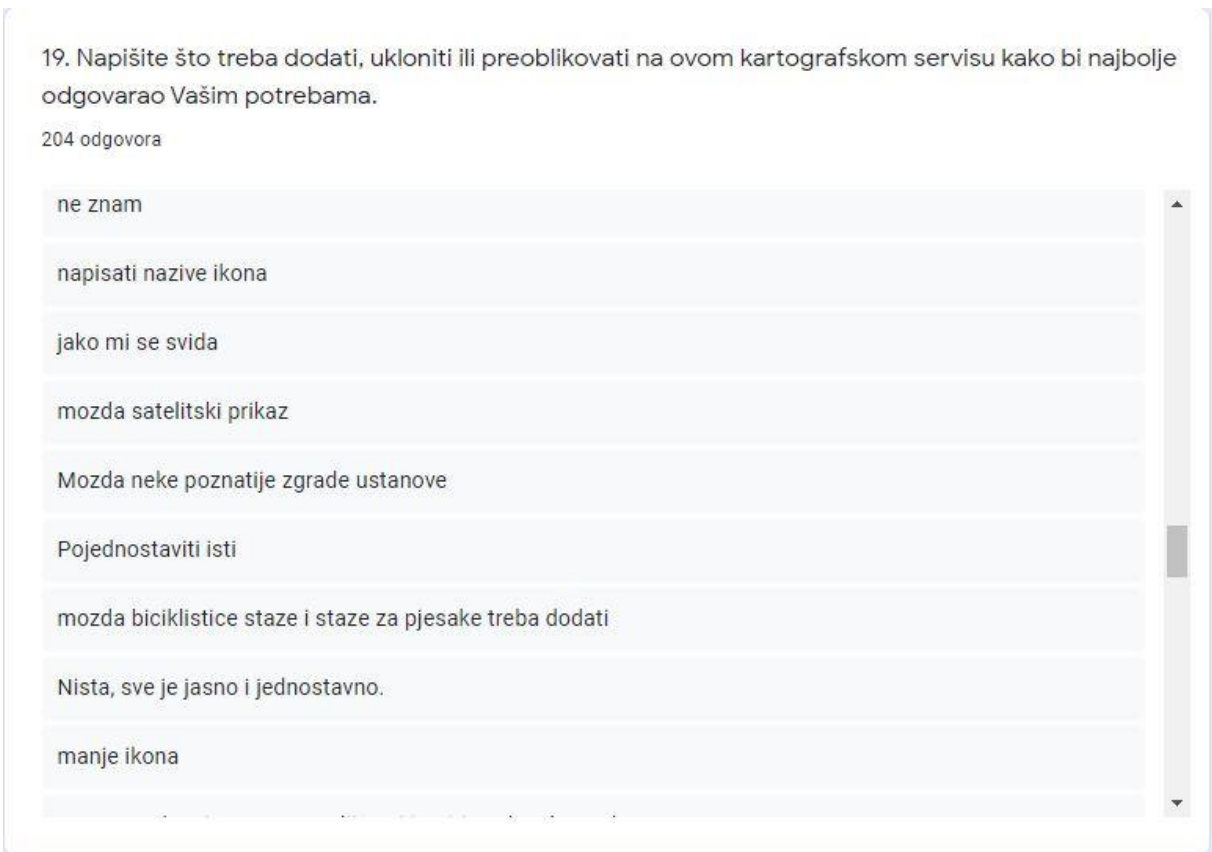 19. Napišite što treba dodati, ukloniti ili preoblikovati na ovom kartografskom servisu kako bi najbolje
odgovarao Vašim potrebama.
204 odgovora
ne znam
napisati nazive ikona
jako mi se svida
mozda satelitski prikaz
Mozda neke poznatije zgrade ustanove
Pojednostaviti isti
mozda biciklistice staze i staze za pjesake treba dodati
Nista, sve je jasno i jednostavno.
manje ikona